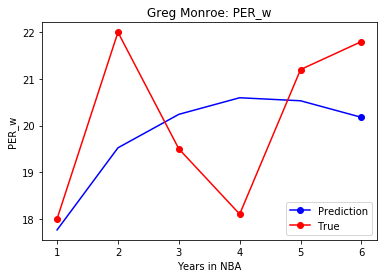 Greg Monroe: PER_w
PER_w
22
21
20
19
18
Prediction
True
1 2 3 4 5 6
Years in NBA